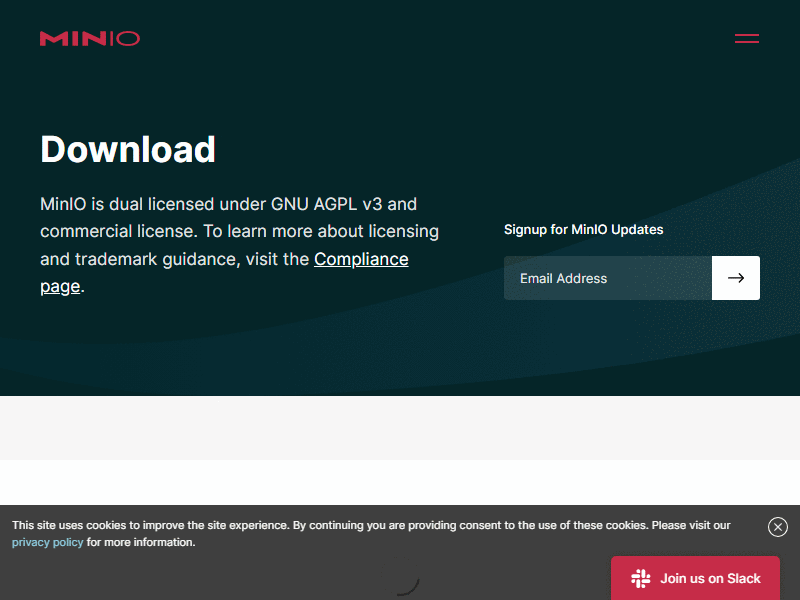 MINIO
Download
MinIO is dual licensed under GNU AGPL v3 and
commercial license. To learn more about licensing
and trademark guidance, visit the Compliance
page.
Signup for MinIO Updates
Email Address
This site uses cookies to improve the site experience. By continuing you are providing consent to the use of these cookies. Please visit our
privacy policy for more information.
Join us on Slack